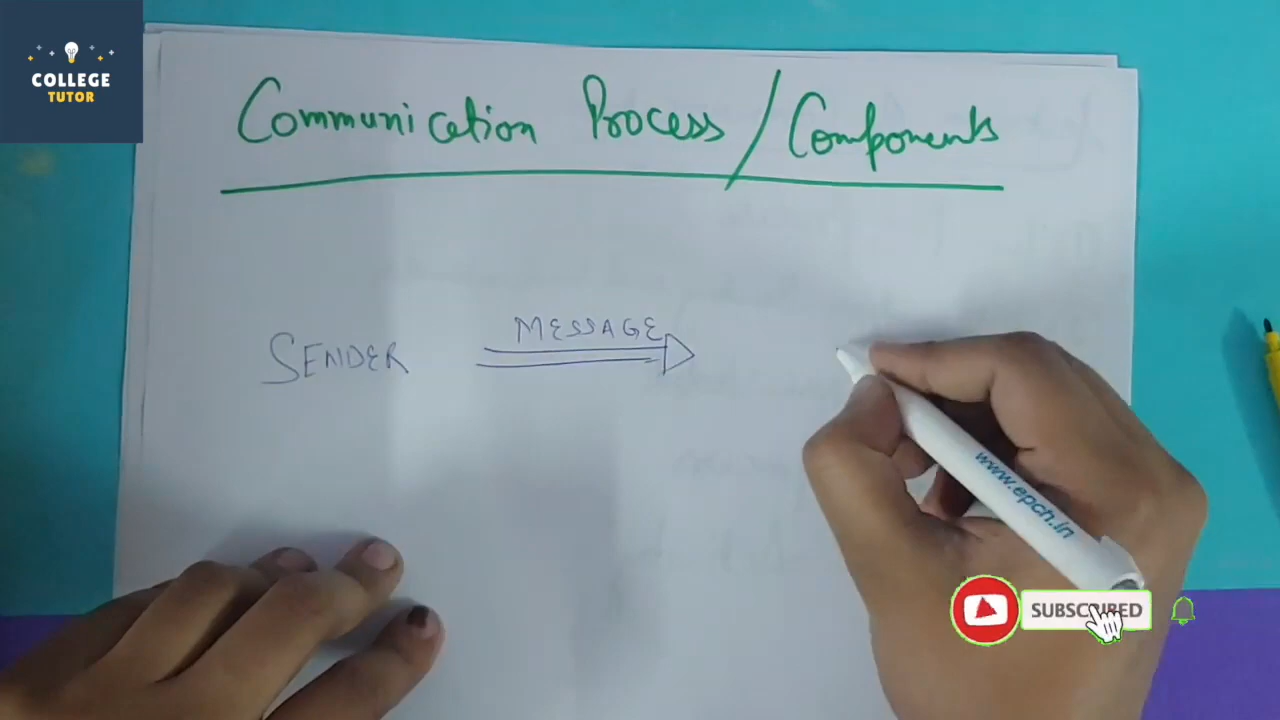 COLLEGE
TUTOR
Communication Process / Components
MESSAGE
SENDER
www.epch.in
SUBSCRIBED